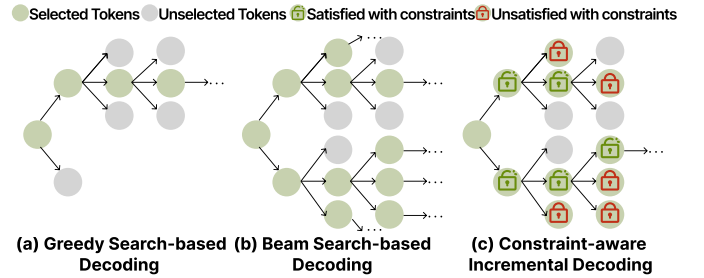 Selected Tokens Unselected Tokens Satisfied with constraints Unsatisfied with constraints
(a) Greedy Search-based Decoding
(b) Beam Search-based Decoding
(c) Constraint-aware Incremental Decoding